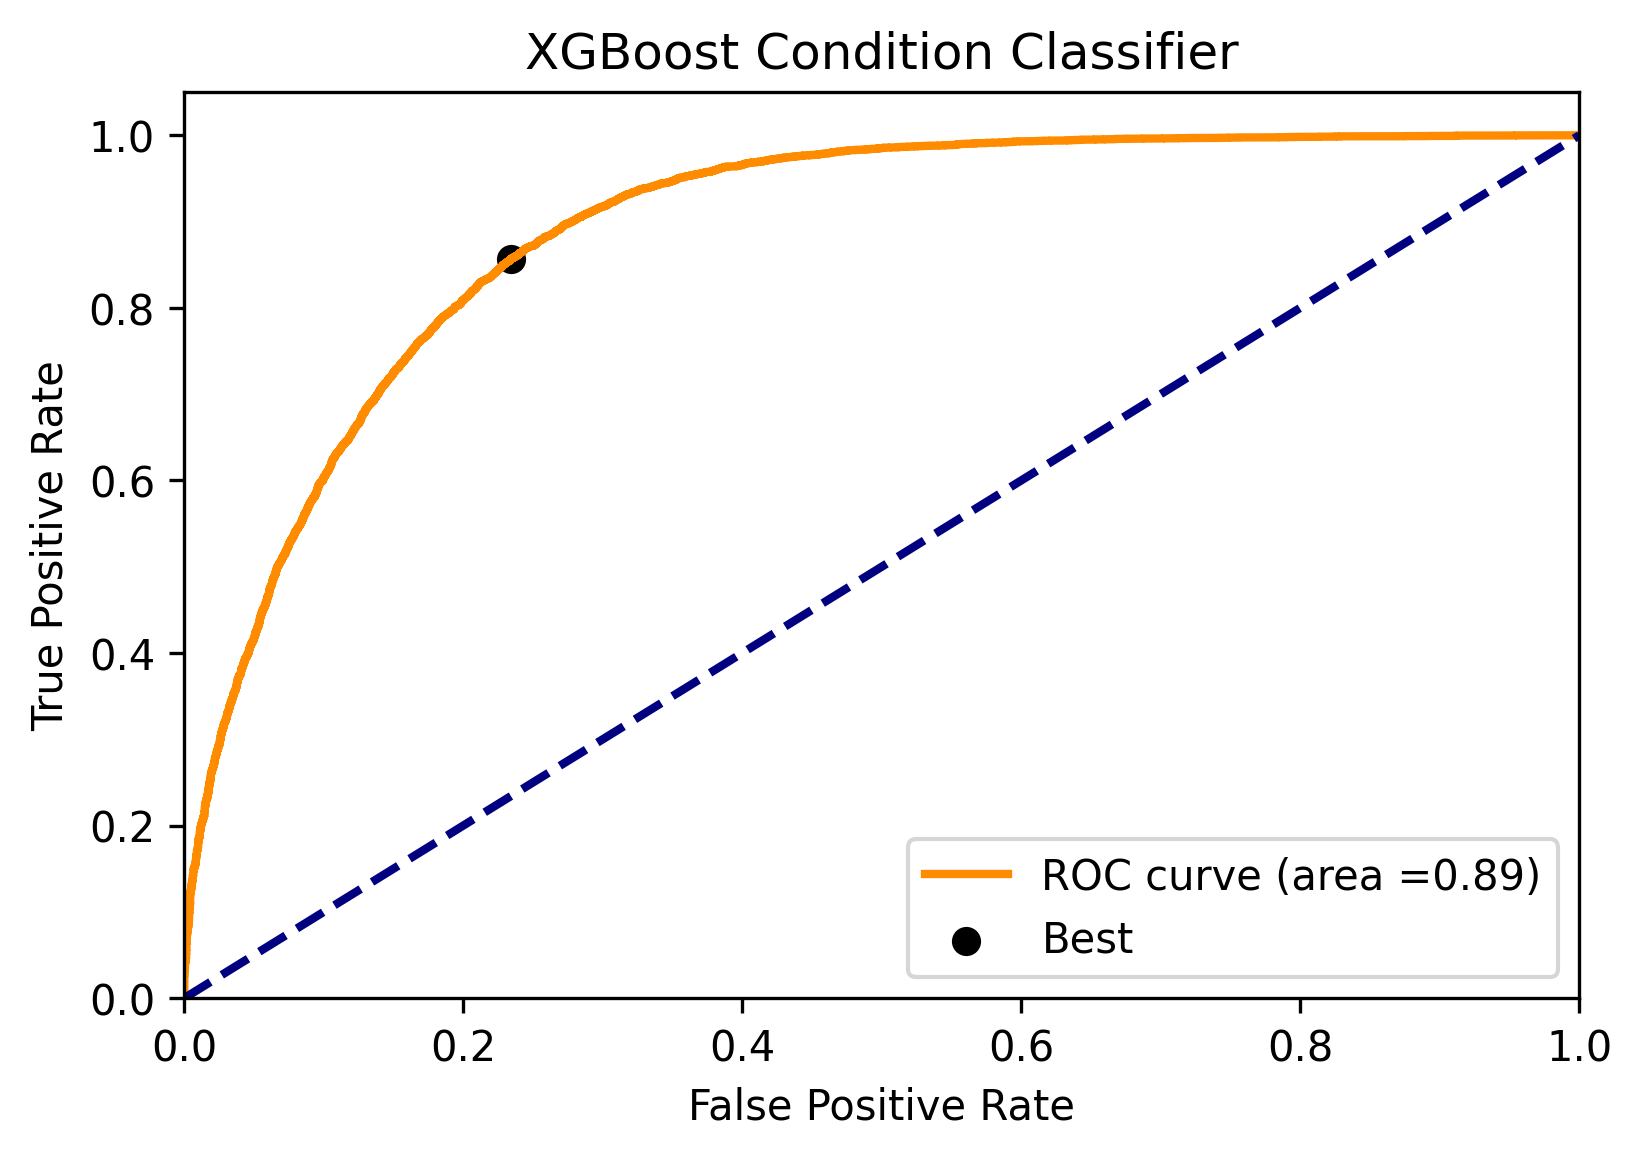 XGBoost Condition Classifier
1.0
0.8
0.6
0.4
0.2
0.0
True Positive Rate
ROC curve (area =0.89)
Best
0.0 0.2 0.4 0.6 0.8 1.0
False Positive Rate